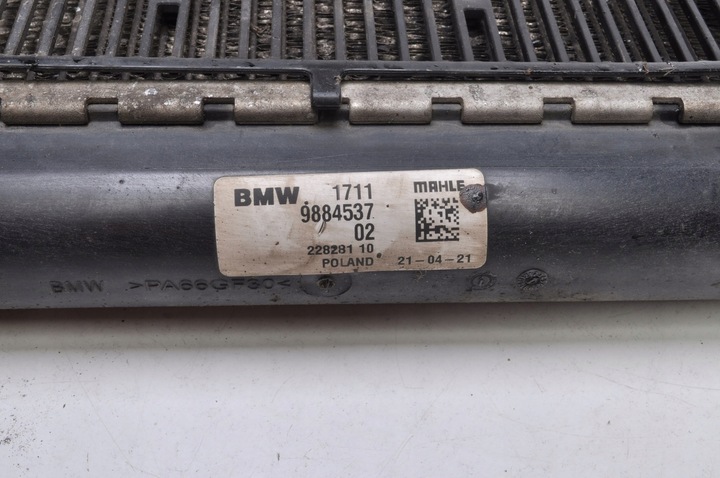 BMW 1711 MAHLE
9884537
02
228281 10
POLAND 21-04-21
BMW >PA66GF30<